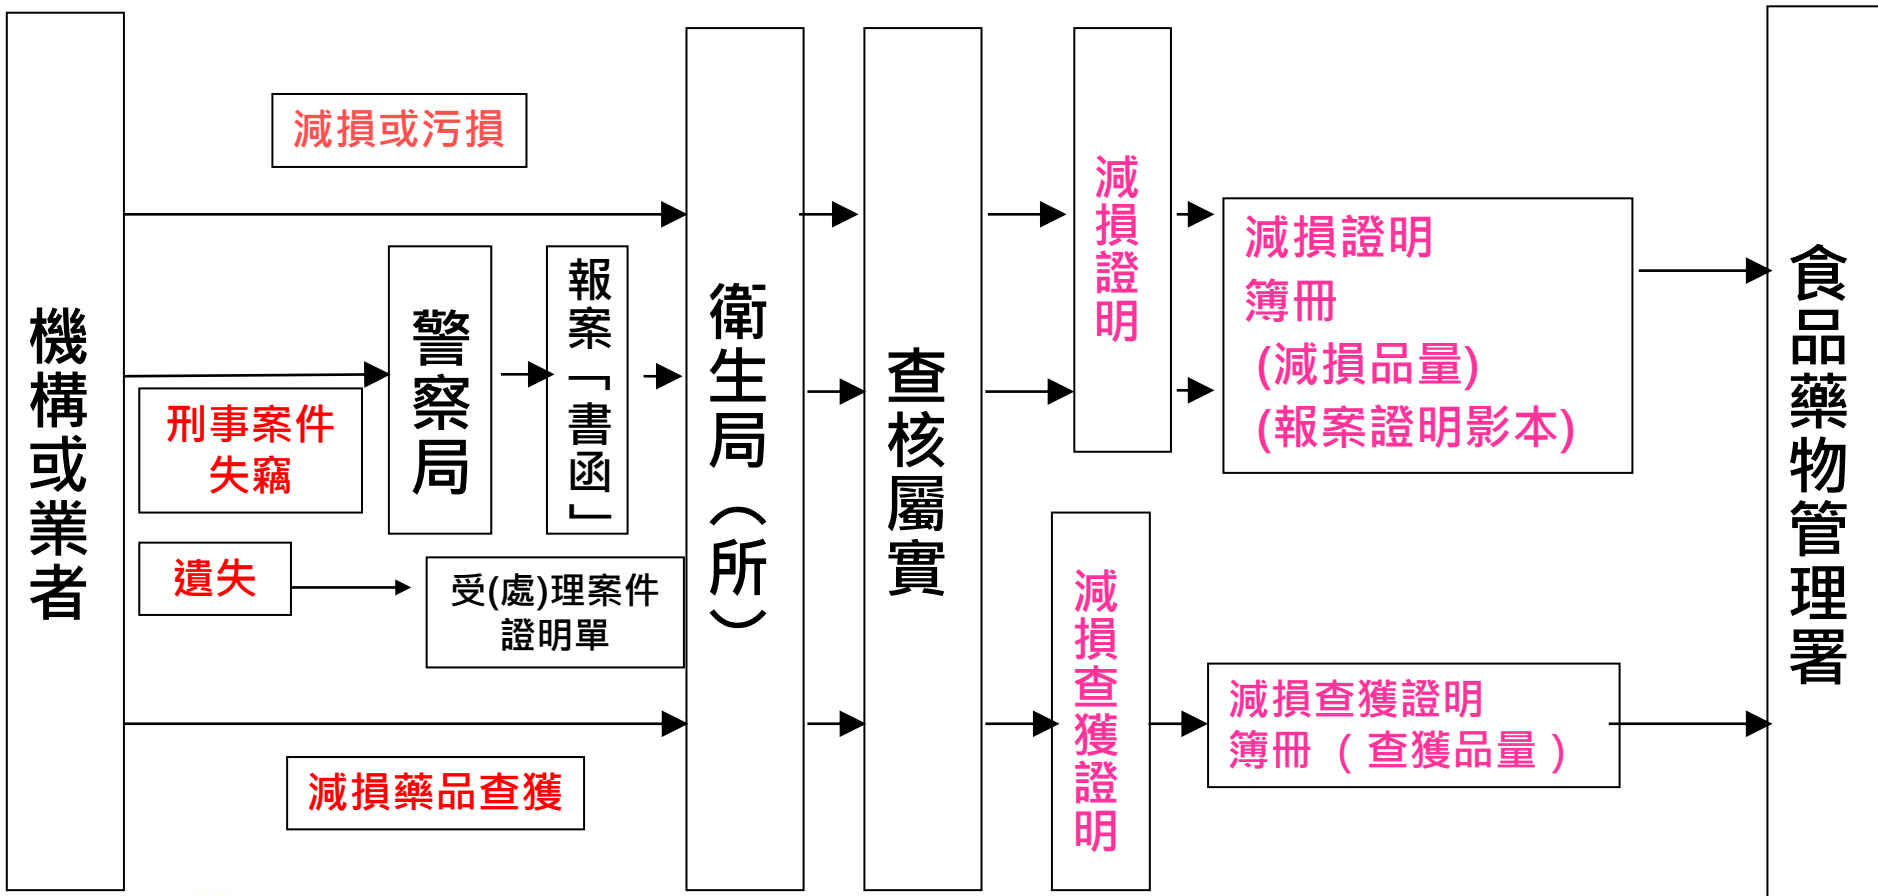 機構或業者
減損或污損
刑事案件
失竊
遺失
減損藥品查獲
警察局
報案「書函」
受(處)理案件
證明單
衛生局（所）
查核屬實
減損證明
減損查獲證明
減損證明
簿冊
(減損品量)
(報案證明影本)
減損查獲證明
簿冊（查獲品量）
食品藥物管理署